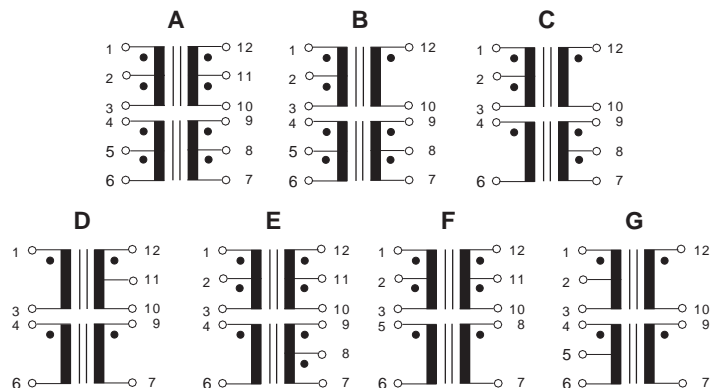 A B C
1 12 1 12 1 12
2 11 2 2
3 10 3 10 3 10
4 9 4 9 4 9
5 8 5 8 8
6 7 6 7 6 7
D E F G
1 12 1 12 1 12 1 12
11 2 11 2 11 2
3 10 3 10 3 10 3 10
4 9 4 9 5 8 4 9
8 5
6 7 6 7 6 7 6 7